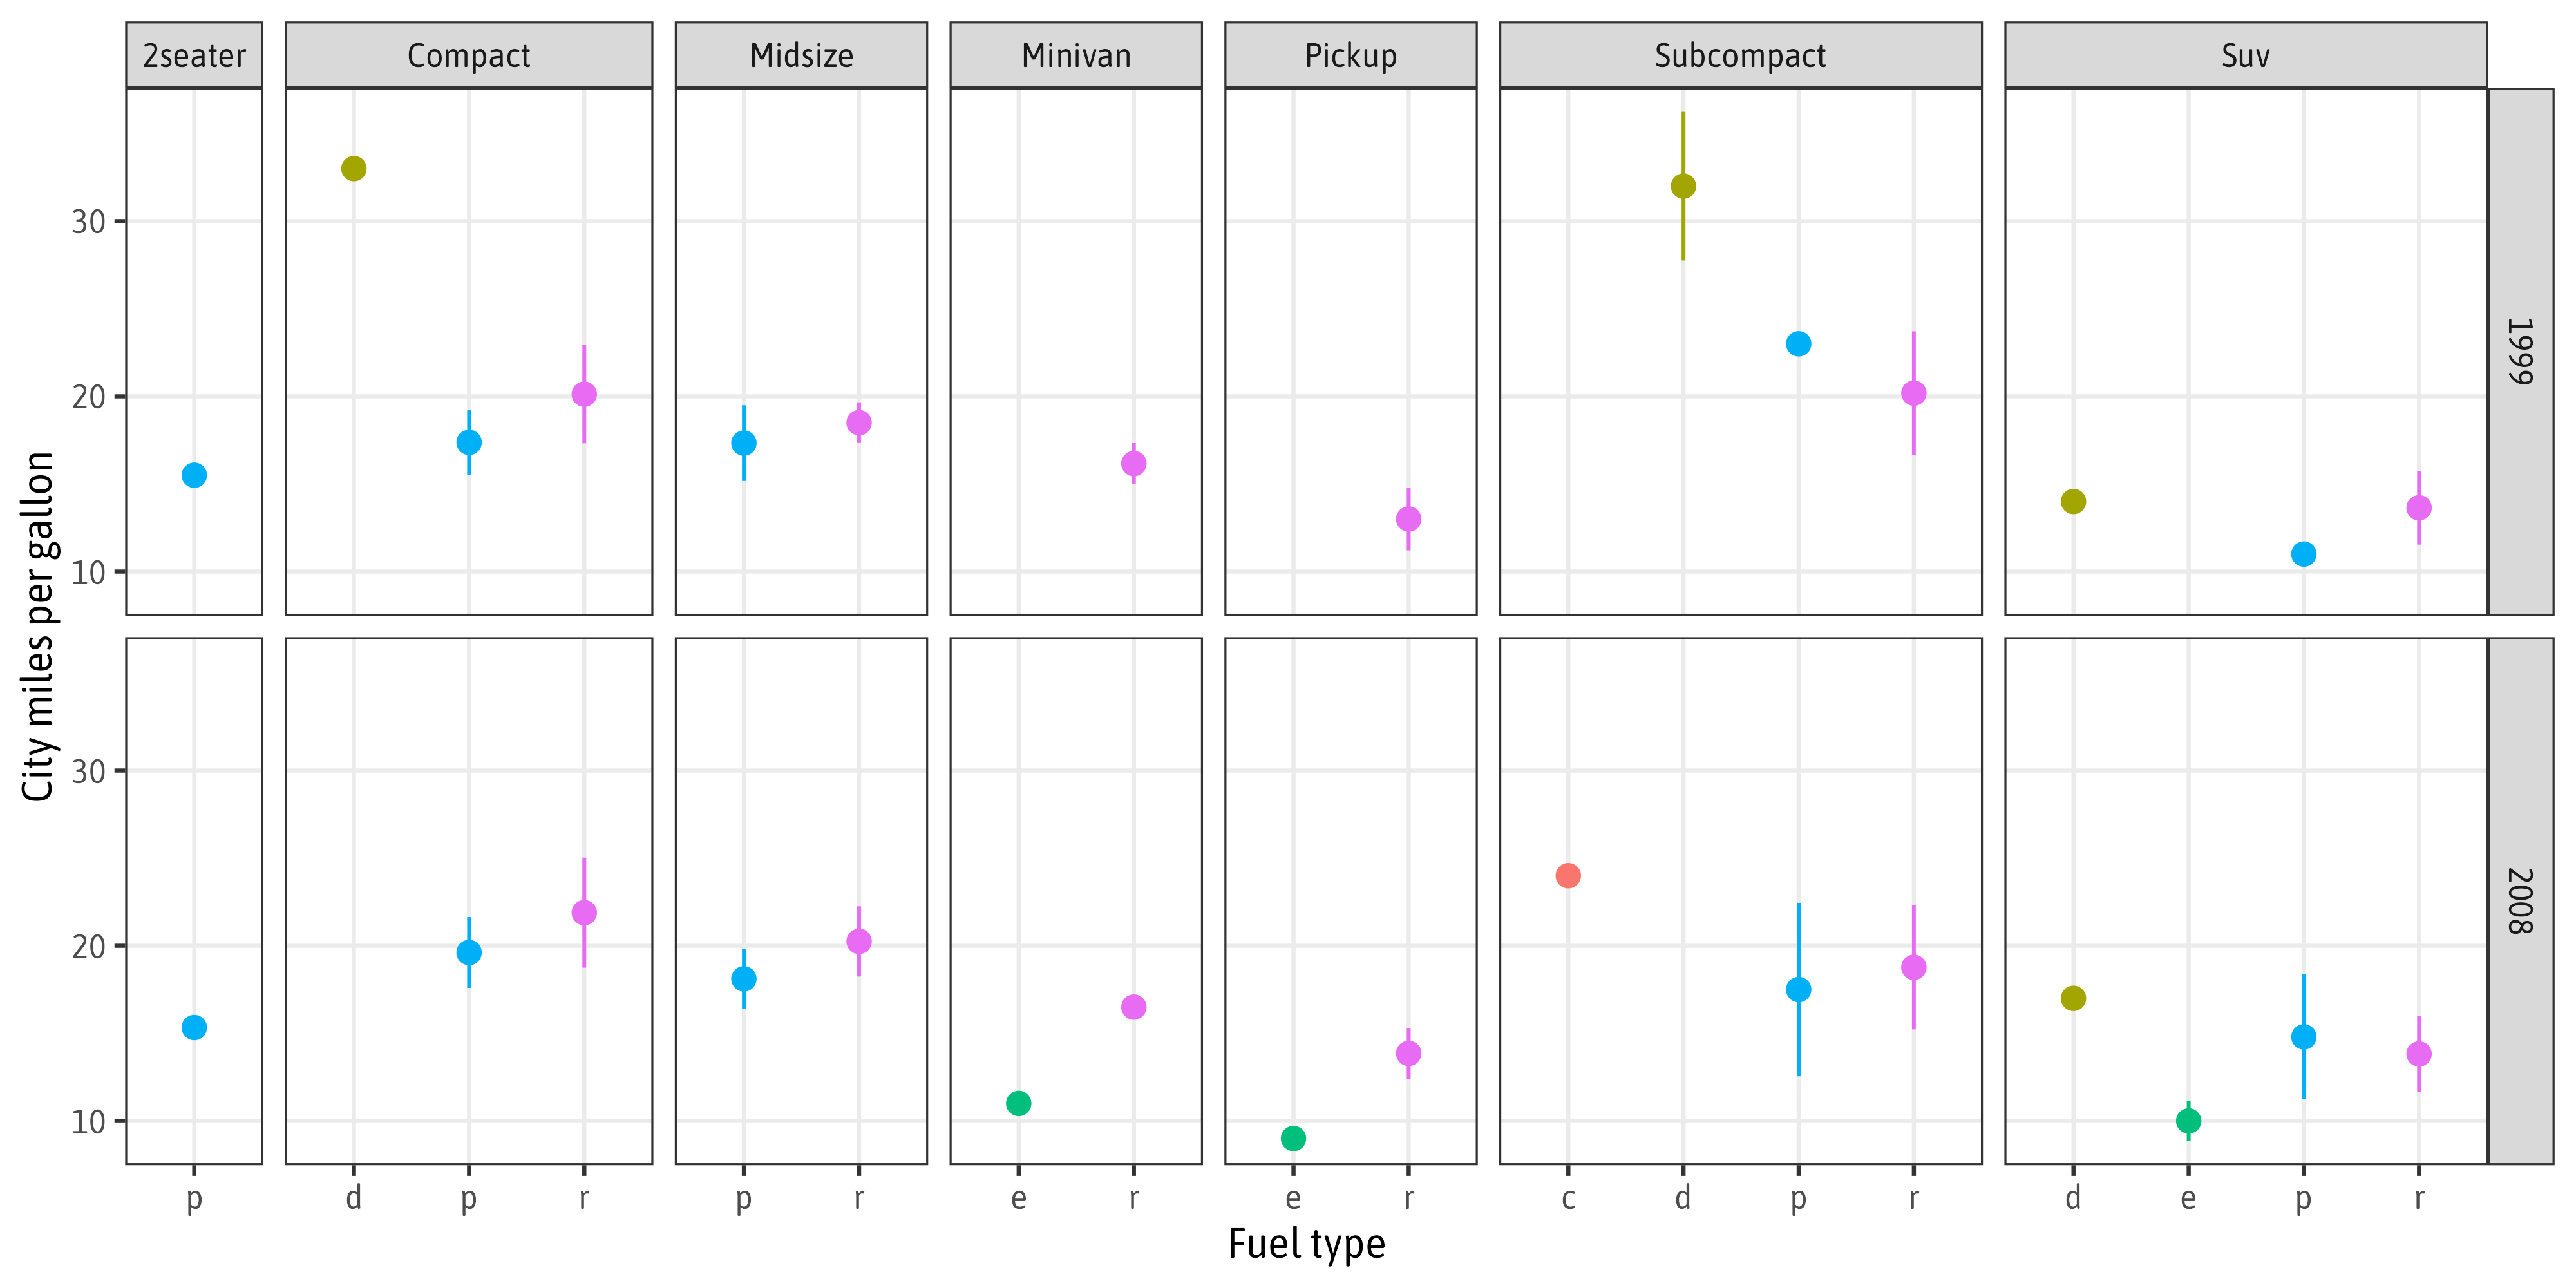 2seater Compact Midsize Minivan Pickup Subcompact Suv
City miles per gallon
30
20
10
1999
30
20
10
2008
p d p r p r e r e r c d p r d e p r
Fuel type